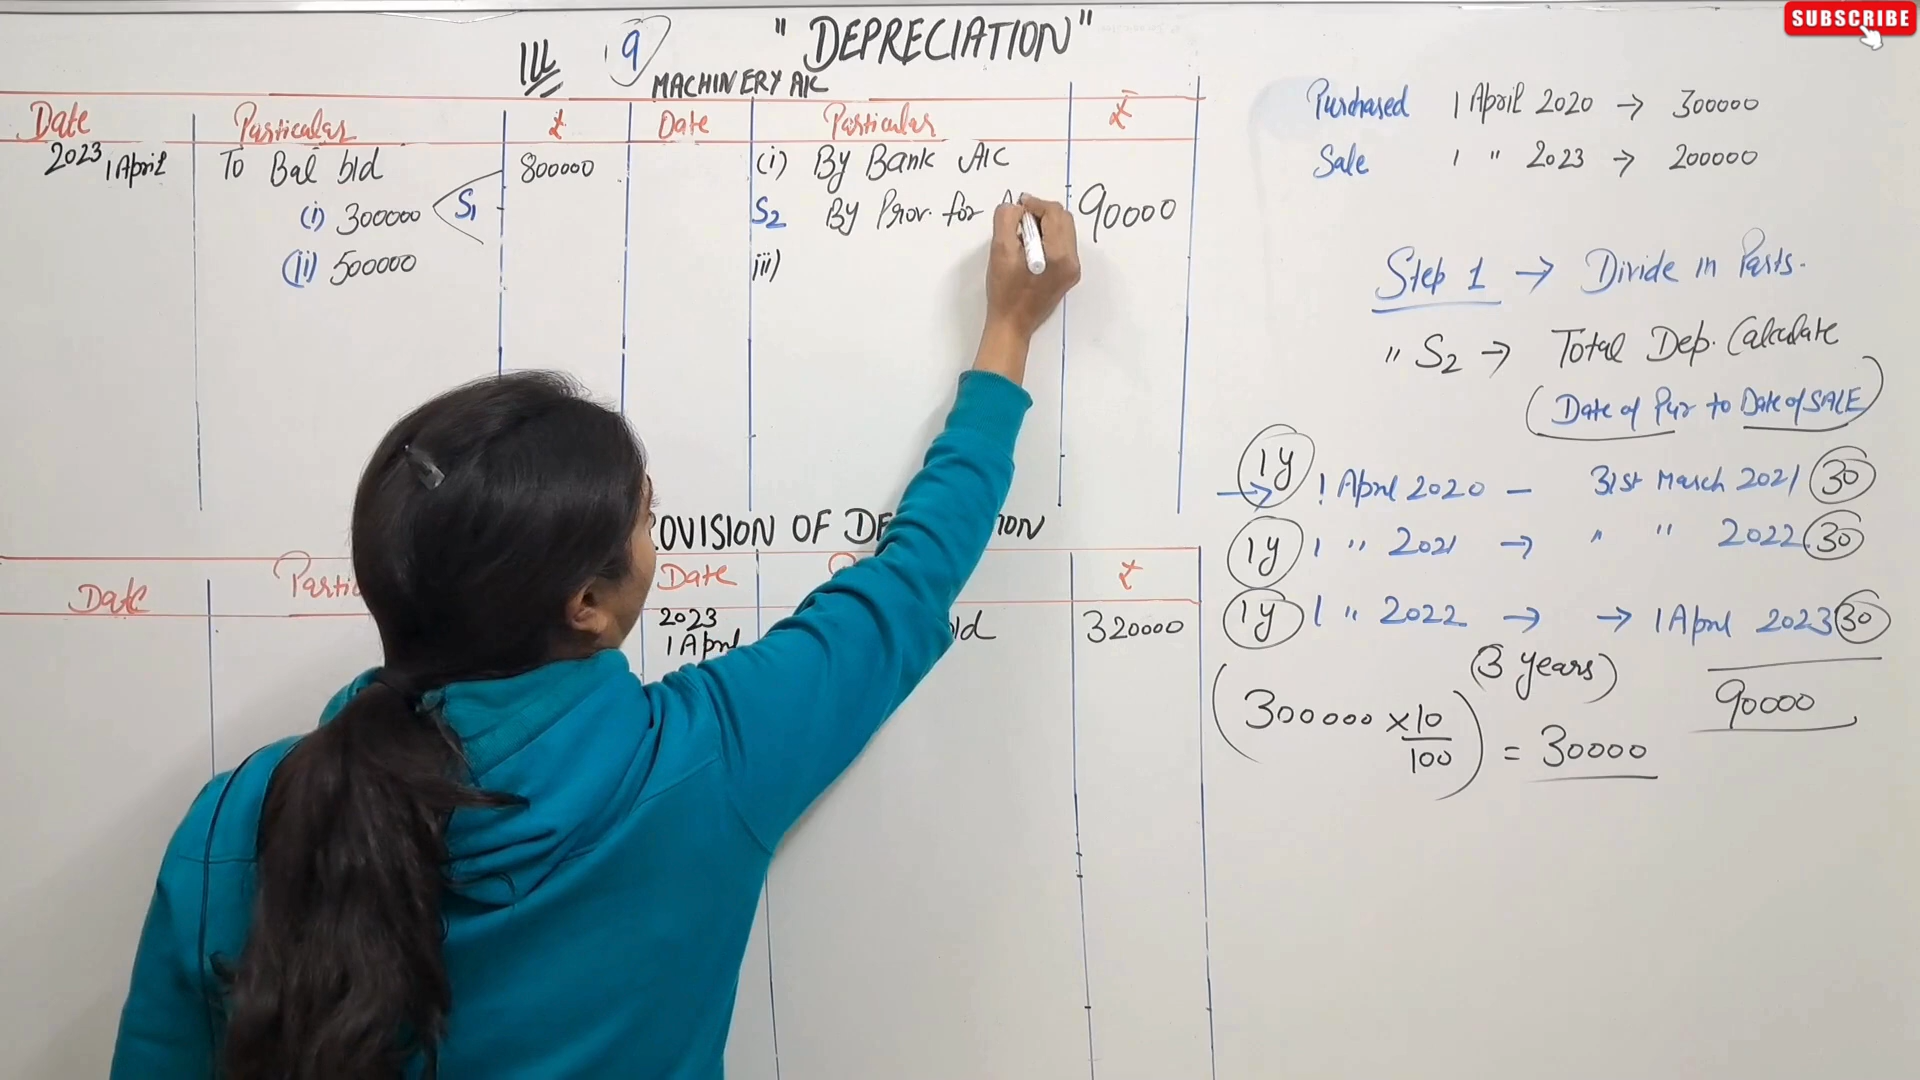 SUBSCRIBE
Ill 9 "DEPRECIATION"
MACHINERY A/C
Date Particular ₹ Date Particular ₹
2023 1 April To Bal b/d 800000 (i) By Bank A/C
(i) 300000 S1 S2 By Prov. for 90000
(ii) 500000 iii)
OVISION OF DE ION
Date Partic Date ₹
2023
1 April b/d 320000
Purchased 1 April 2020 → 300000
Sale 1 " 2023 → 200000
Step 1 → Divide in Parts.
" S2 → Total Dep. Calculate
(Date of Pur to Date of SALE)
1y → 1 April 2020 – 31st March 2021 30
1y 1 " 2021 → " " 2022 30
1y 1 " 2022 → → 1 April 2023 30
(3 years) 90000
(300000 × 10/100) = 30000